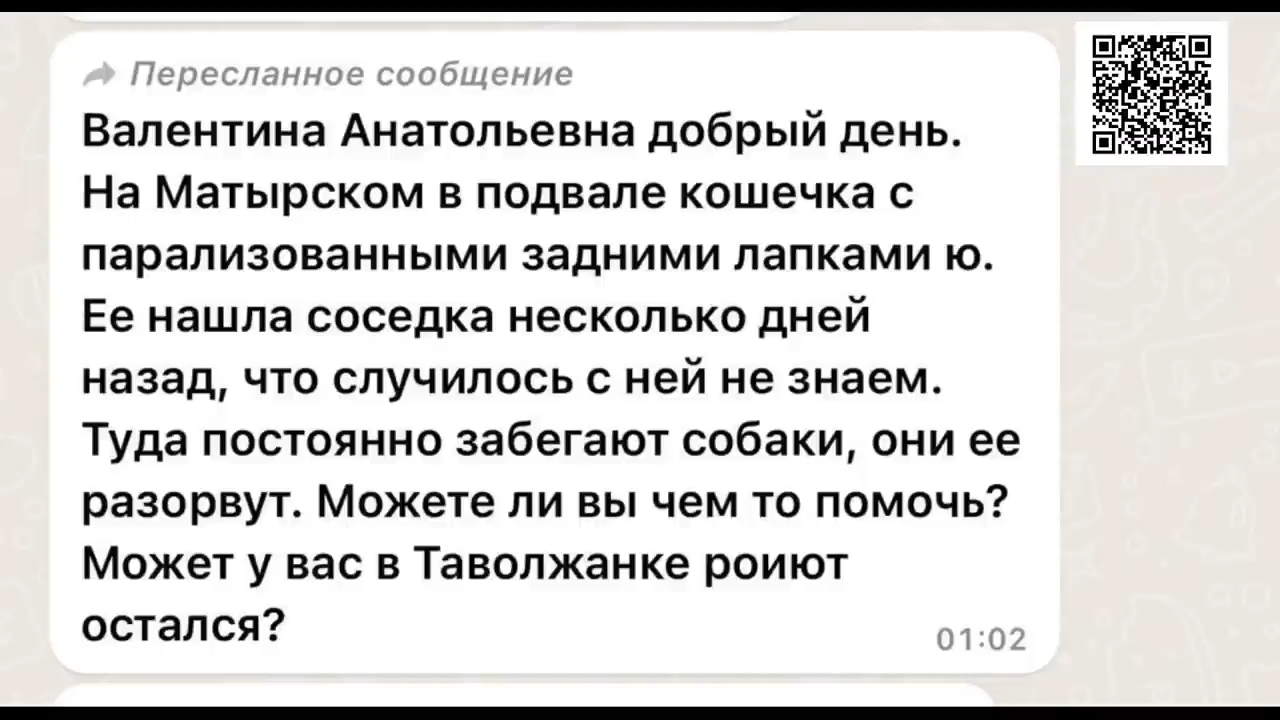 Пересланное сообщение
Валентина Анатольевна добрый день.
На Матырском в подвале кошечка с
парализованными задними лапками ю.
Ее нашла соседка несколько дней
назад, что случилось с ней не знаем.
Туда постоянно забегают собаки, они ее
разорвут. Можете ли вы чем то помочь?
Может у вас в Таволжанке роиют
остался?
01:02